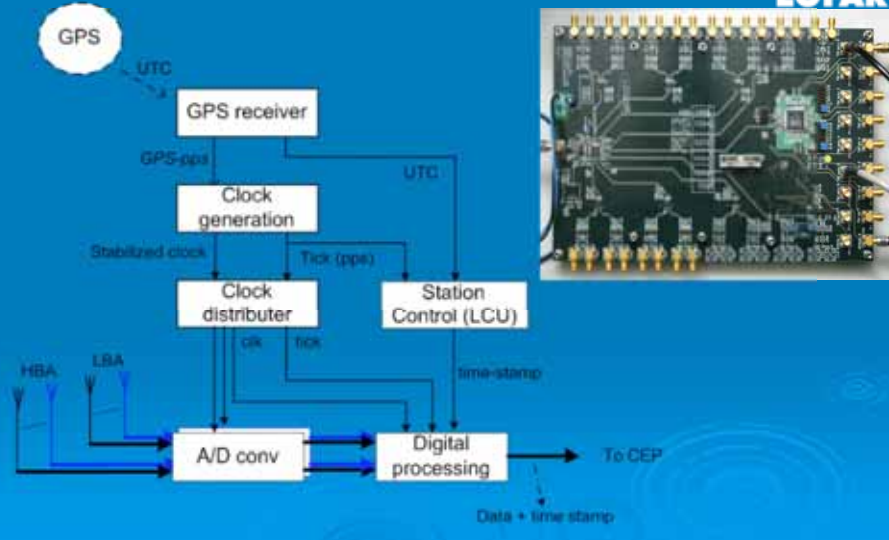 GPS
UTC
GPS receiver
GPS-pps
UTC
Clock
generation
Stabilized clock
Tick (pps)
Clock
distributer
Station
Control (LCU)
clk
tick
time-stamp
HBA
LBA
A/D conv
Digital
processing
To CEP
Data + time stamp